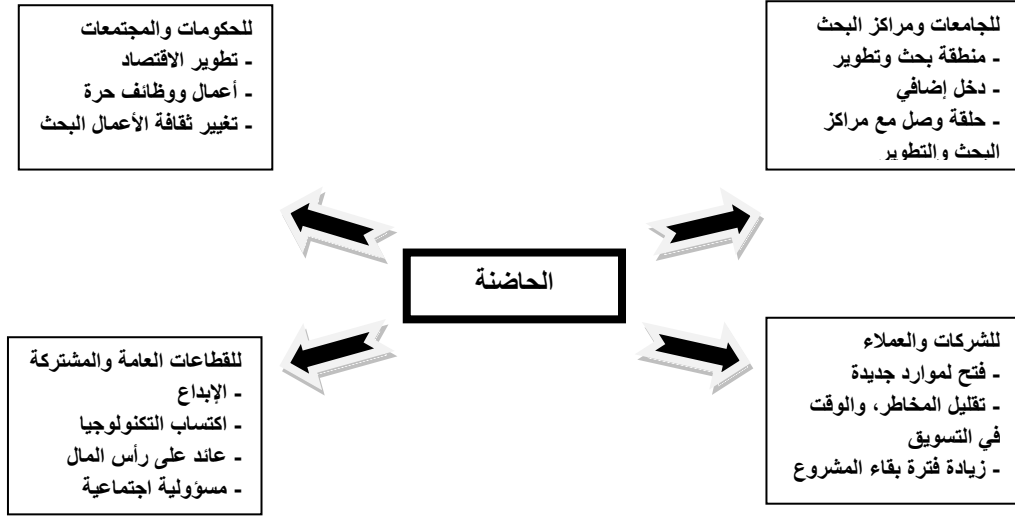 للجامعات ومراكز البحث
- منطقة بحث وتطوير
- دخل إضافي
- حلقة وصل مع مراكز
البحث والتطوير
للحكومات والمجتمعات
- تطوير الاقتصاد
- أعمال ووظائف حرة
- تغيير ثقافة الأعمال البحث
الحاضنة
للشركات والعملاء
- فتح لموارد جديدة
- تقليل المخاطر، والوقت
في التسويق
- زيادة فترة بقاء المشروع
للقطاعات العامة والمشتركة
- الإبداع
- اكتساب التكنولوجيا
- عائد على رأس المال
- مسؤولية اجتماعية